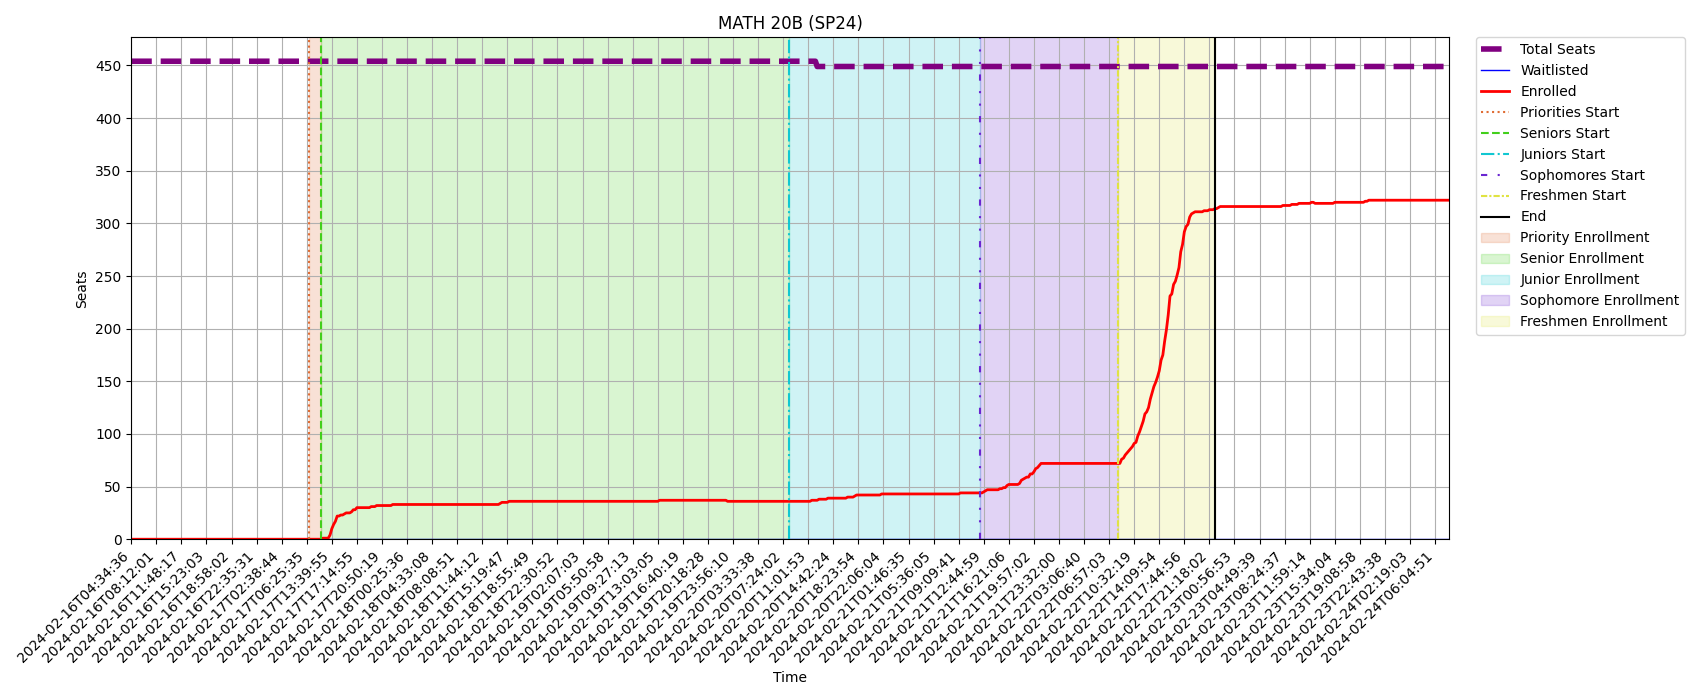 MATH 20B (SP24)
Seats
450
400
350
300
250
200
150
100
50
0
2024-02-16T04:34:36
2024-02-16T08:12:01
2024-02-16T11:48:17
2024-02-16T15:23:03
2024-02-16T18:58:02
2024-02-16T22:35:31
2024-02-17T02:38:44
2024-02-17T06:25:35
2024-02-17T13:39:55
2024-02-17T17:14:55
2024-02-17T20:50:19
2024-02-18T00:25:36
2024-02-18T04:33:08
2024-02-18T08:08:51
2024-02-18T11:44:12
2024-02-18T15:19:47
2024-02-18T18:55:49
2024-02-18T22:30:52
2024-02-19T02:07:03
2024-02-19T05:50:58
2024-02-19T09:27:13
2024-02-19T13:03:05
2024-02-19T16:40:19
2024-02-19T20:18:28
2024-02-19T23:56:10
2024-02-20T03:33:38
2024-02-20T07:24:02
2024-02-20T11:01:53
2024-02-20T14:42:24
2024-02-20T18:23:54
2024-02-20T22:06:04
2024-02-21T01:46:35
2024-02-21T05:36:05
2024-02-21T09:09:41
2024-02-21T12:44:59
2024-02-21T16:21:06
2024-02-21T19:57:02
2024-02-21T23:32:00
2024-02-22T03:06:40
2024-02-22T06:57:03
2024-02-22T10:32:19
2024-02-22T14:09:54
2024-02-22T17:44:56
2024-02-22T21:18:02
2024-02-23T00:56:53
2024-02-23T04:49:39
2024-02-23T08:24:37
2024-02-23T11:59:14
2024-02-23T15:34:04
2024-02-23T19:08:58
2024-02-23T22:43:38
2024-02-24T02:19:03
2024-02-24T06:04:51
Time
Total Seats
Waitlisted
Enrolled
Priorities Start
Seniors Start
Juniors Start
Sophomores Start
Freshmen Start
End
Priority Enrollment
Senior Enrollment
Junior Enrollment
Sophomore Enrollment
Freshmen Enrollment